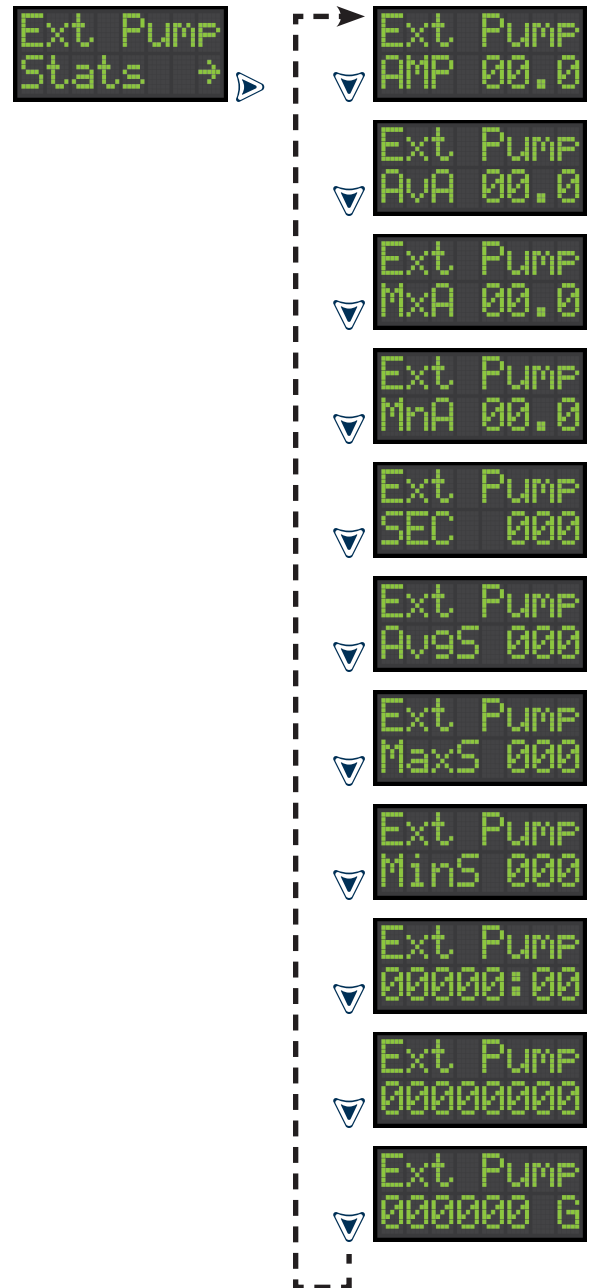 Ext Pump
Stats →
Ext Pump
AMP 00.0
Ext Pump
AvA 00.0
Ext Pump
MxA 00.0
Ext Pump
MnA 00.0
Ext Pump
SEC 000
Ext Pump
AvgS 000
Ext Pump
MaxS 000
Ext Pump
MinS 000
Ext Pump
00000:00
Ext Pump
00000000
Ext Pump
000000 G